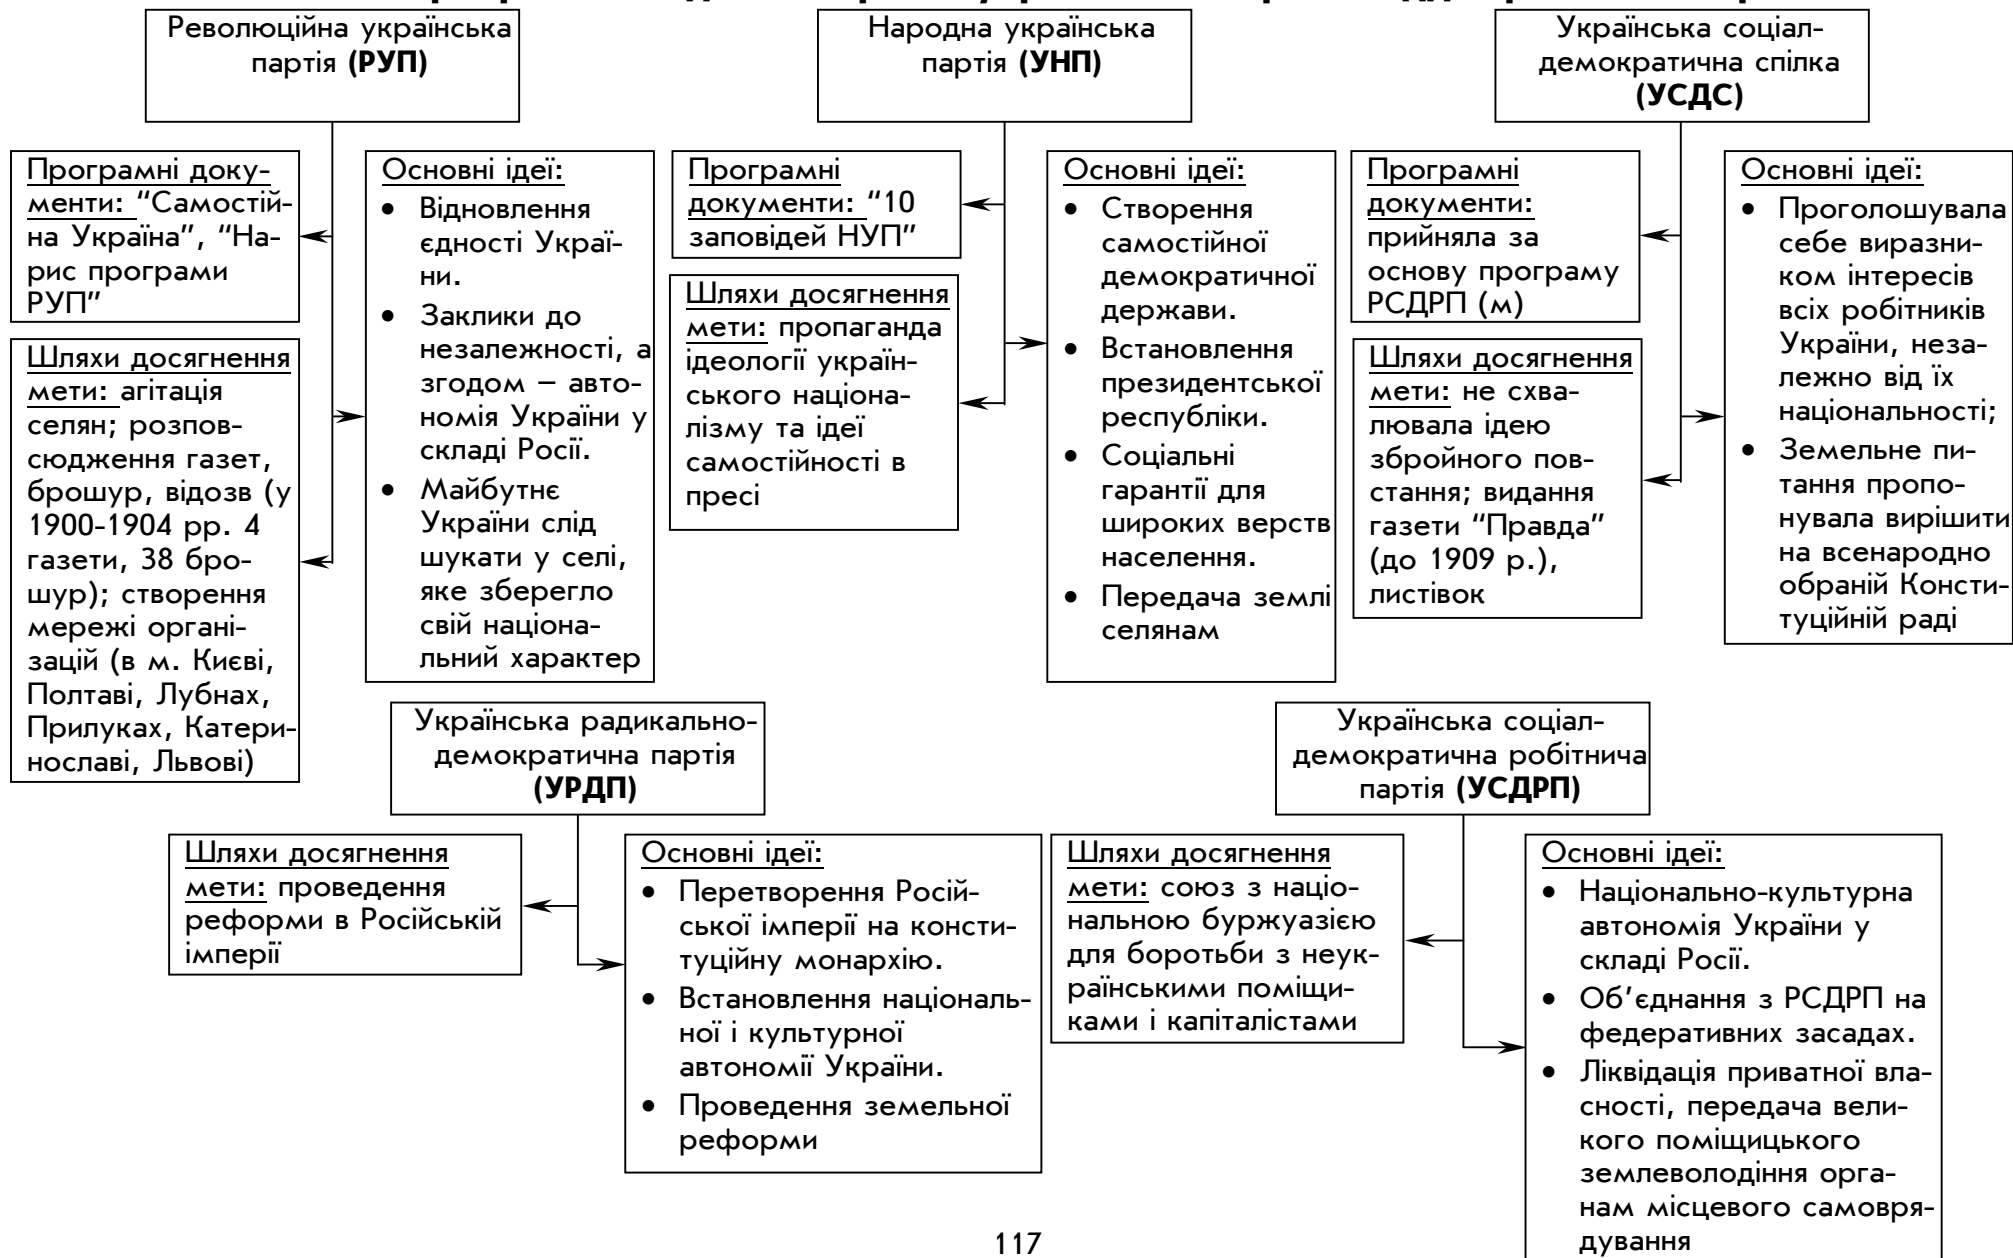 Революційна українська
партія (РУП)
Програмні доку-
менти: “Самостій-
на Україна”, “На-
рис програми
РУП”
Шляхи досягнення
мети: агітація
селян; розпов-
сюдження газет,
брошур, відозв (у
1900-1904 рр. 4
газети, 38 бро-
шур); створення
мережі органі-
зацій (в м. Києві,
Полтаві, Лубнах,
Прилуках, Катери-
нославі, Львові)
Основні ідеї:
• Відновлення
єдності Украї-
ни.
• Заклики до
незалежності, а
згодом – авто-
номія України у
складі Росії.
• Майбутнє
України слід
шукати у селі,
яке зберегло
свій націона-
льний характер
Народна українська
партія (УНП)
Програмні
документи: “10
заповідей НУП”
Шляхи досягнення
мети: пропаганда
ідеології україн-
ського націона-
лізму та ідеї
самостійності в
пресі
Основні ідеї:
• Створення
самостійної
демократичної
держави.
• Встановлення
президентської
республіки.
• Соціальні
гарантії для
широких верств
населення.
• Передача землі
селянам
Українська соціал-
демократична спілка
(УСДС)
Програмні
документи:
прийняла за
основу програму
РСДРП (м)
Шляхи досягнення
мети: не схва-
лювала ідею
збройного пов-
стання; видання
газети “Правда”
(до 1909 р.),
листівок
Основні ідеї:
• Проголошувала
себе виразни-
ком інтересів
всіх робітників
України, неза-
лежно від їх
національності;
• Земельне пи-
тання пропо-
нувала вирішити
на всенародно
обраній Консти-
туційній раді
Українська радикально-
демократична партія
(УРДП)
Шляхи досягнення
мети: проведення
реформи в Російській
імперії
Основні ідеї:
• Перетворення Росій-
ської імперії на консти-
туційну монархію.
• Встановлення національ-
ної і культурної
автономії України.
• Проведення земельної
реформи
Українська соціал-
демократична робітнича
партія (УСДРП)
Шляхи досягнення
мети: союз з націо-
нальною буржуазією
для боротьби з неук-
раїнськими поміщи-
ками і капіталістами
Основні ідеї:
• Національно-культурна
автономія України у
складі Росії.
• Об’єднання з РСДРП на
федеративних засадах.
• Ліквідація приватної вла-
сності, передача вели-
кого поміщицького
землеволодіння орга-
нам місцевого самовря-
дування
117